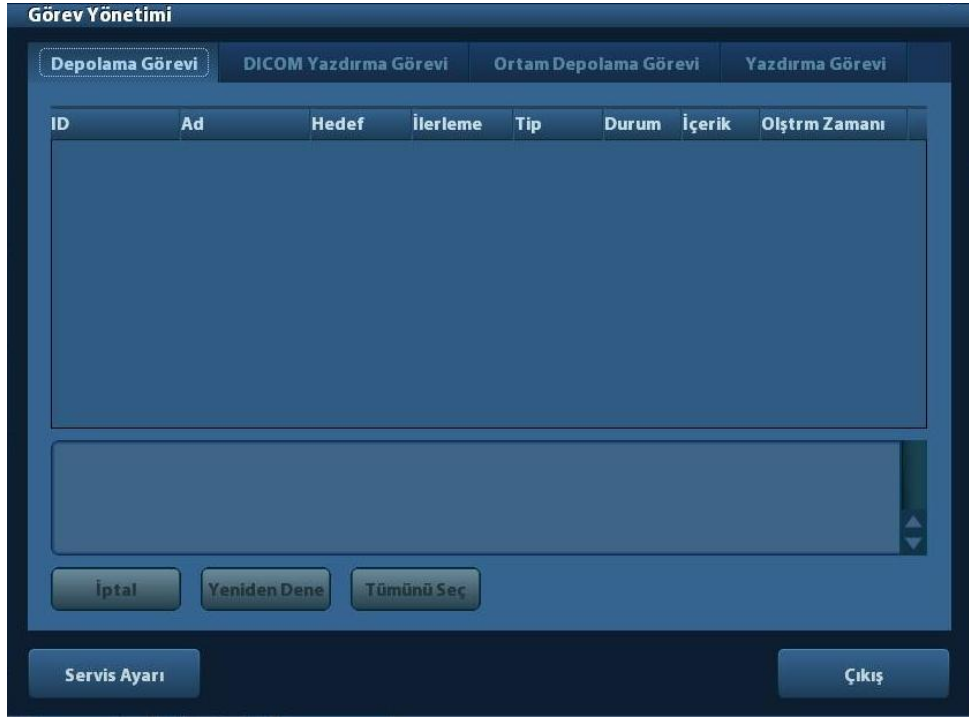 Görev Yönetimi
Depolama Görevi DICOM Yazdırma Görevi Ortam Depolama Görevi Yazdırma Görevi
ID Ad Hedef İlerleme Tip Durum İçerik Olştrm Zamanı
İptal Yeniden Dene Tümünü Seç
Servis Ayarı Çıkış